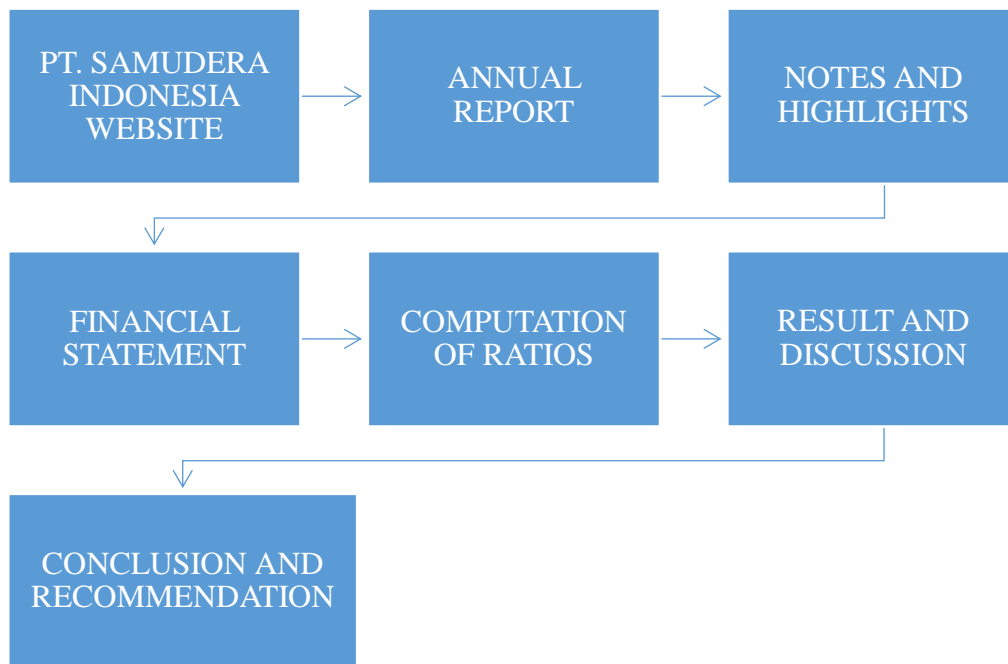 PT. SAMUDERA
INDONESIA
WEBSITE
ANNUAL
REPORT
NOTES AND
HIGHLIGHTS
FINANCIAL
STATEMENT
COMPUTATION
OF RATIOS
RESULT AND
DISCUSSION
CONCLUSION AND
RECOMMENDATION